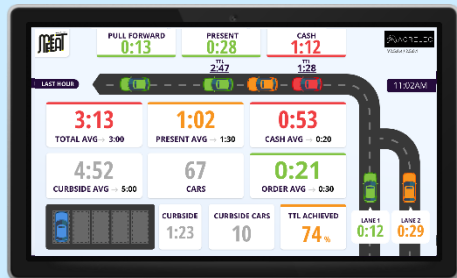 PULL FORWARD
0:13
PRESENT
0:28
CASH
1:12
TTL
2:47
TTL
1:28
LAST HOUR
11:02AM
3:13
TOTAL AVG → 3:00
1:02
PRESENT AVG → 1:30
0:53
CASH AVG → 0:20
4:52
CURBSIDE AVG → 5:00
67
CARS
0:21
ORDER AVG → 0:30
CURBSIDE
1:23
CURBSIDE CARS
10
TTL ACHIEVED
74%
LANE 1
0:12
LANE 2
0:29